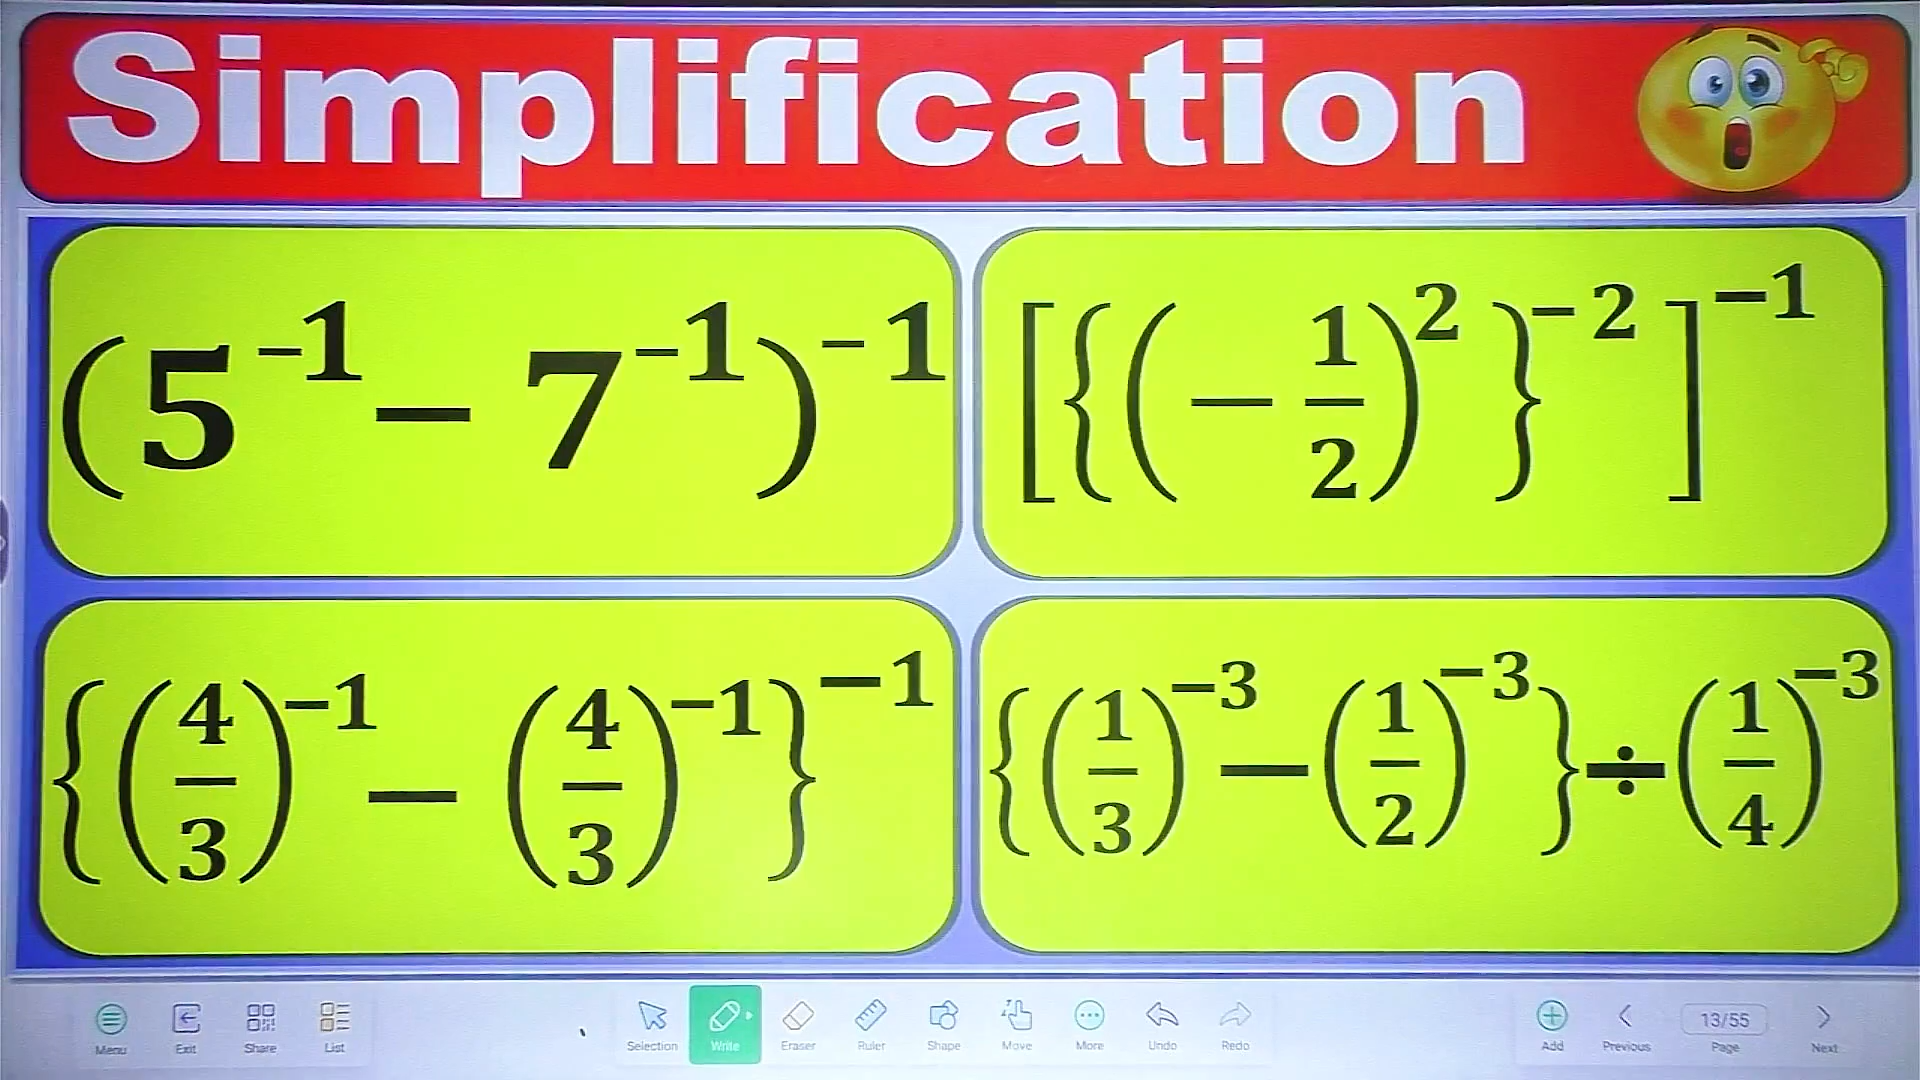 Simplification
(5⁻¹ − 7⁻¹)⁻¹
[{(− 1/2)²}⁻²]⁻¹
{(4/3)⁻¹ − (4/3)⁻¹}⁻¹
{(1/3)⁻³ − (1/2)⁻³} ÷ (1/4)⁻³
Menu Exit Share List Selection Write Eraser Ruler Shape Move More Undo Redo Add Previous 13/55 Page Next